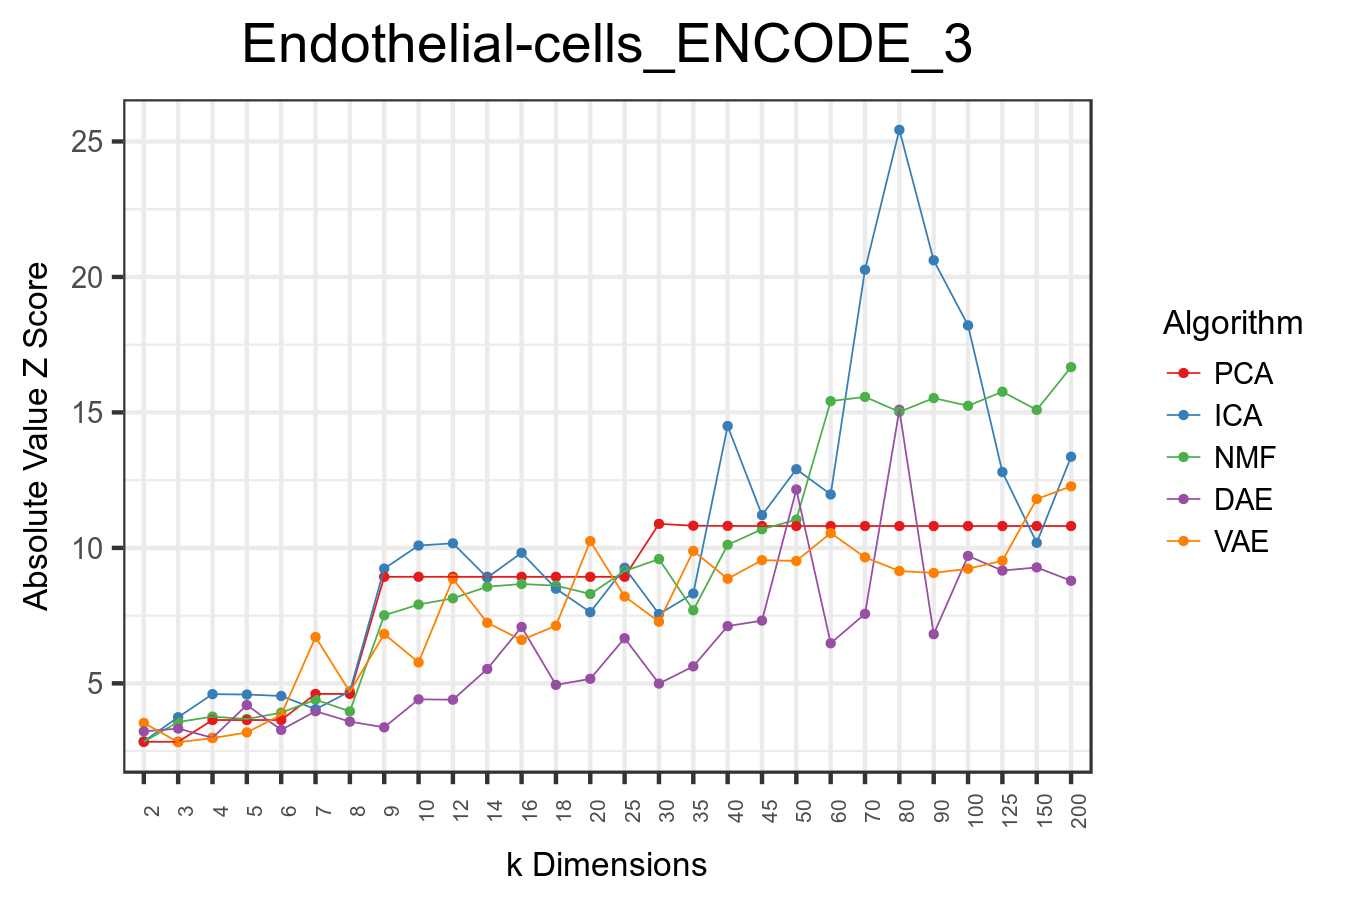 Endothelial-cells_ENCODE_3
Absolute Value Z Score
25
20
15
10
5
2 3 4 5 6 7 8 9 10 12 14 16 18 20 25 30 35 40 45 50 60 70 80 90 100 125 150 200
k Dimensions
Algorithm
PCA
ICA
NMF
DAE
VAE